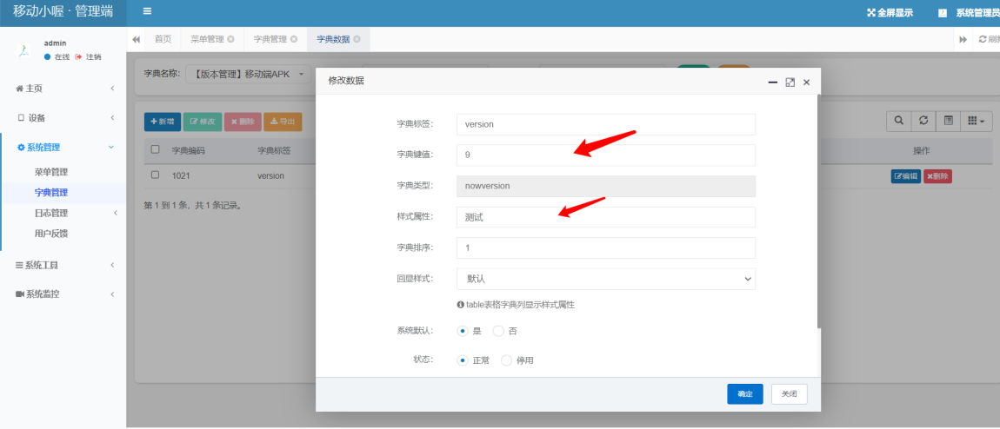 移动小喔 · 管理端
全屏显示
系统管理员
admin
在线 注销
首页
菜单管理
字典管理
字典数据
字典名称:
【版本管理】移动端APK
主页
设备
系统管理
菜单管理
字典管理
日志管理
用户反馈
系统工具
系统监控
新增
修改
删除
导出
字典编码
字典标签
操作
1021
version
编辑
删除
第 1 到 1 条，共 1 条记录。
修改数据
字典标签:
version
字典键值:
9
字典类型:
nowversion
样式属性:
测试
字典排序:
1
回显样式:
默认
table表格字典列显示样式属性
系统默认:
是
否
状态:
正常
停用
确定
关闭